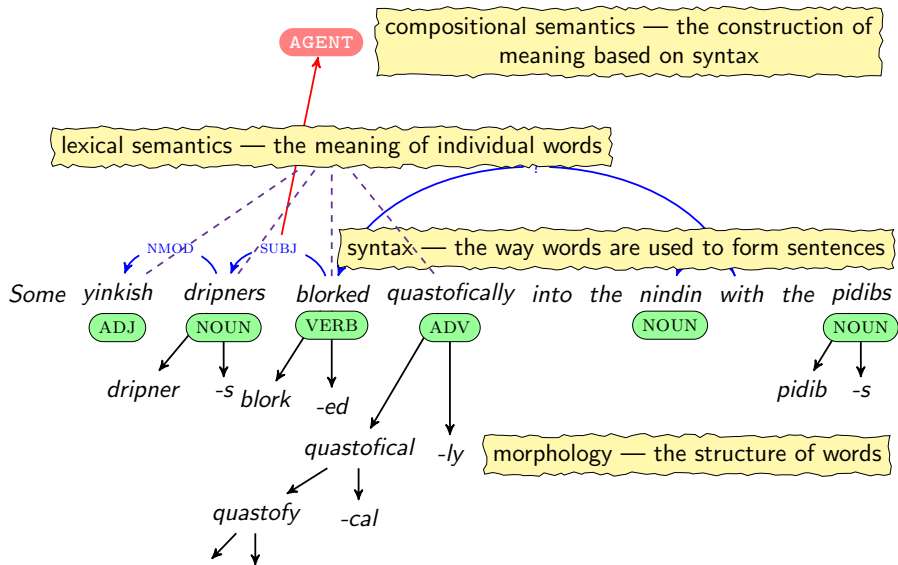 AGENT
compositional semantics — the construction of
meaning based on syntax
lexical semantics — the meaning of individual words
NMOD
SUBJ
syntax — the way words are used to form sentences
Some yinkish dripners blorked quastofically into the nindin with the pidibs
ADJ NOUN VERB ADV NOUN NOUN
dripner -s blork -ed pidib -s
quastofical -ly
morphology — the structure of words
quastofy -cal